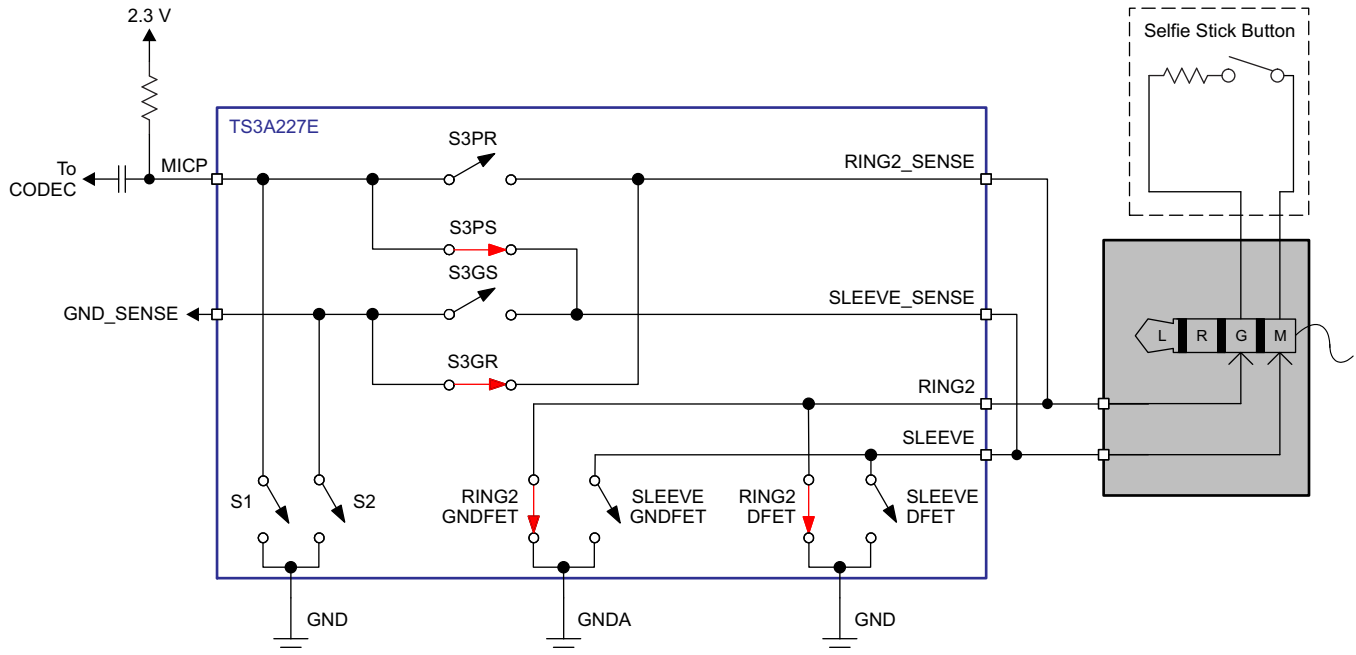 2.3 V
Selfie Stick Button
TS3A227E
S3PR
To
CODEC
MICP
RING2_SENSE
S3PS
S3GS
GND_SENSE
SLEEVE_SENSE
L R G M
S3GR
RING2
SLEEVE
S1
S2
RING2
GNDFET
SLEEVE
GNDFET
RING2
DFET
SLEEVE
DFET
GND
GNDA
GND